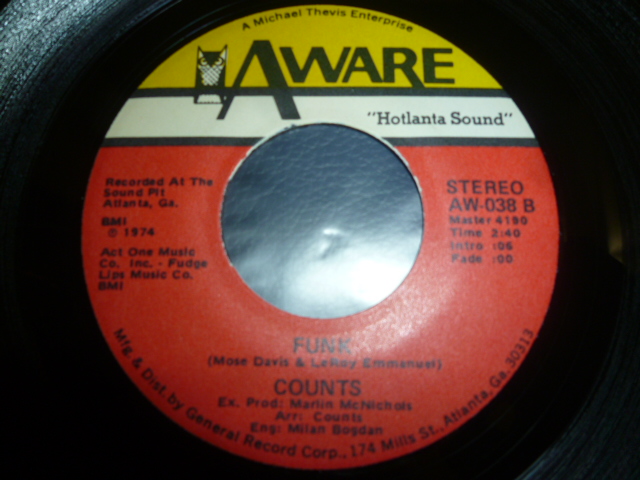 A Michael Thevis Enterprise
AWARE
"Hotlanta Sound"
Recorded At The
Sound Pit
Atlanta, Ga.
BMI
℗ 1974
Act One Music
Co. Inc. - Fudge
Lips Music Co.
BMI
STEREO
AW-038 B
Master 4190
Time 2:40
Intro :06
Fade :00
FUNK
(Mose Davis & LeRoy Emmanuel)
COUNTS
Ex. Prod: Marlin McNichols
Arr: Counts
Eng: Milan Bogdan
Mfg. & Dist by General Record Corp., 174 Mills St., Atlanta, Ga. 30313